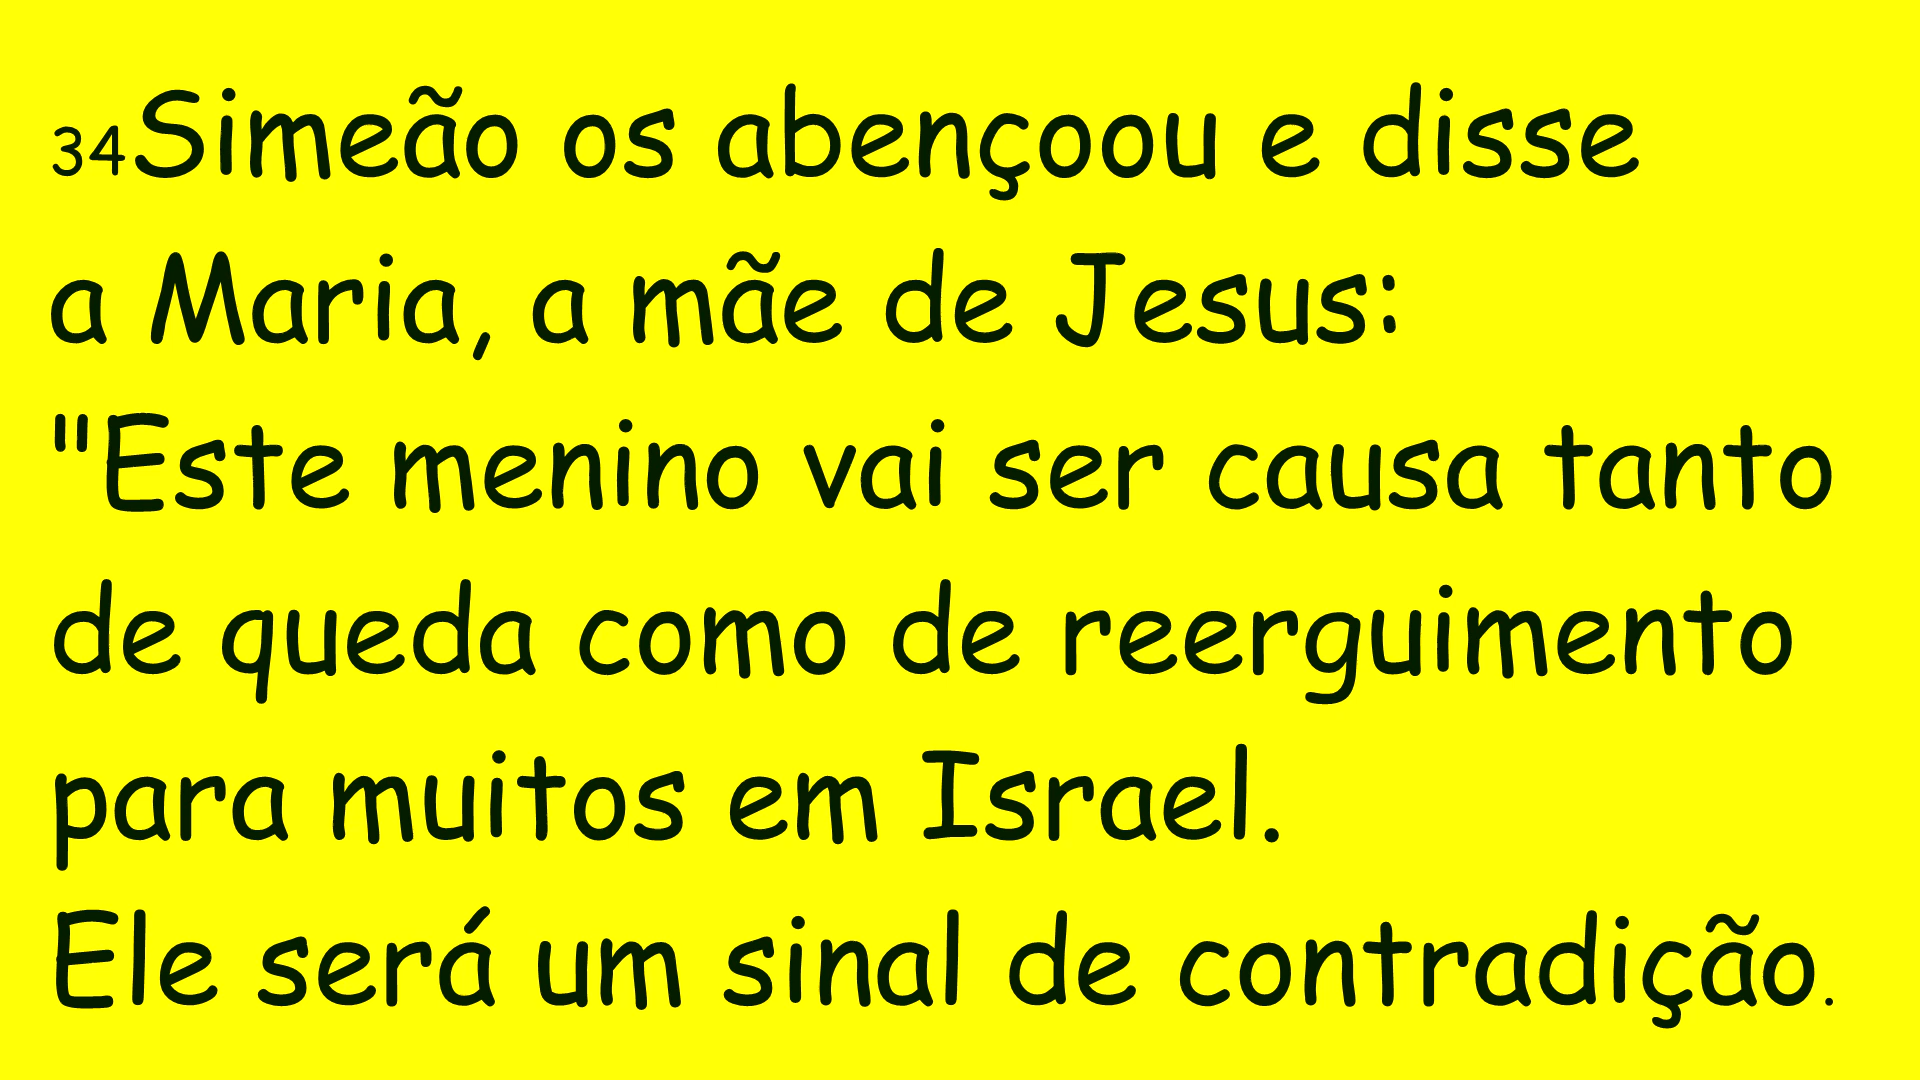 34Simeão os abençoou e disse
a Maria, a mãe de Jesus:
"Este menino vai ser causa tanto
de queda como de reerguimento
para muitos em Israel.
Ele será um sinal de contradição.